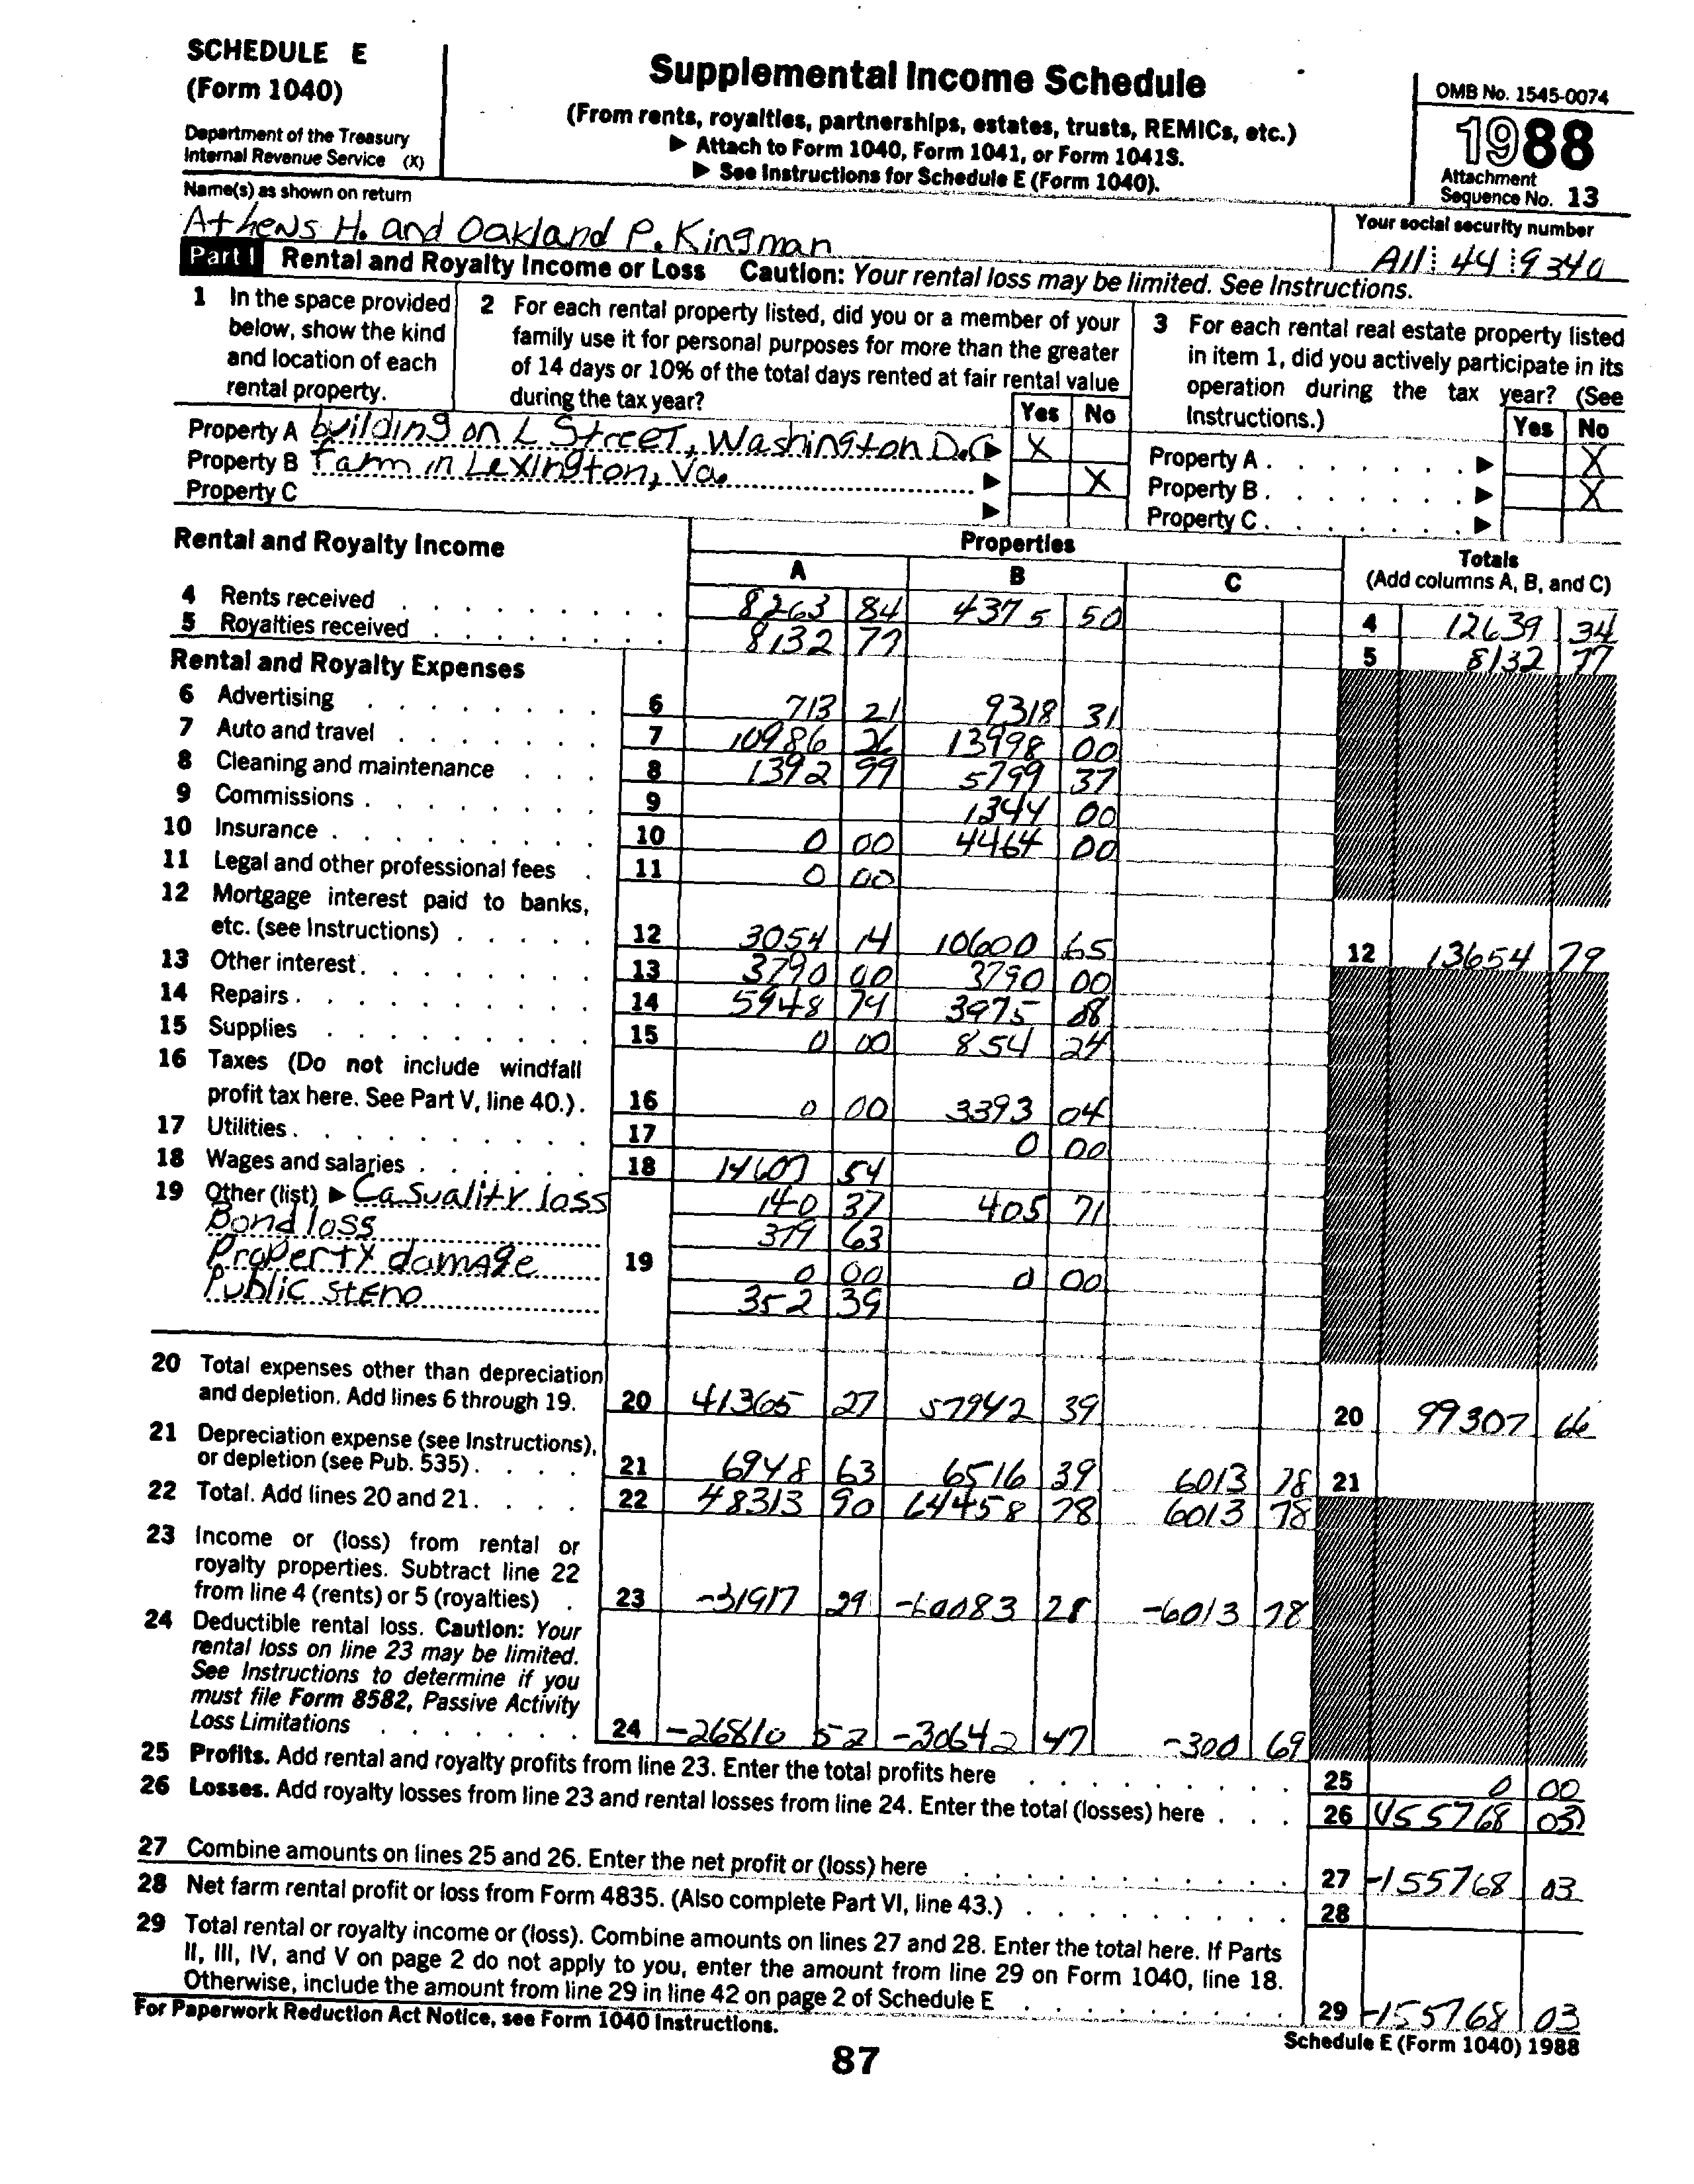 SCHEDULE E
(Form 1040)
Department of the Treasury
Internal Revenue Service (X)
Supplemental Income Schedule
(From rents, royalties, partnerships, estates, trusts, REMICs, etc.)
▶ Attach to Form 1040, Form 1041, or Form 1041S.
▶ See Instructions for Schedule E (Form 1040).
OMB No. 1545-0074
1988
Attachment
Sequence No. 13
Name(s) as shown on return
Athens H. and Oakland P. Kingman
Your social security number
A11 44 9340
Part I Rental and Royalty Income or Loss Caution: Your rental loss may be limited. See Instructions.
1 In the space provided
below, show the kind
and location of each
rental property.
2 For each rental property listed, did you or a member of your
family use it for personal purposes for more than the greater
of 14 days or 10% of the total days rented at fair rental value
during the tax year?
Yes No
3 For each rental real estate property listed
in item 1, did you actively participate in its
operation during the tax year? (See
Instructions.)
Yes No
Property A building on L Street, Washington D.C ▶ X
Property B farm in Lexington, Va. ▶ X
Property C ▶
Property A . . . . . . . ▶ X
Property B . . . . . . . ▶ X
Property C . . . . . . . ▶
Rental and Royalty Income
Properties
A B C
Totals
(Add columns A, B, and C)
4 Rents received 8263 84 4375 50 4 12639 34
5 Royalties received 8132 77 5 8132 77
Rental and Royalty Expenses
6 Advertising 6 713 21 9318 31
7 Auto and travel 7 10986 26 13998 00
8 Cleaning and maintenance 8 1392 99 5799 37
9 Commissions 9 1344 00
10 Insurance 10 0 00 4464 00
11 Legal and other professional fees 11 0 00
12 Mortgage interest paid to banks,
etc. (see Instructions) 12 3054 14 10600 65 12 13654 79
13 Other interest 13 3790 00 3790 00
14 Repairs 14 5948 74 3975 08
15 Supplies 15 0 00 854 24
16 Taxes (Do not include windfall
profit tax here. See Part V, line 40.) 16 0 00 3393 04
17 Utilities 17 0 00
18 Wages and salaries 18 14607 54
19 Other (list) ▶ Casuality loss 140 37 405 71
Bond loss 379 63
Property damage 19 0 00 0 00
Public steno 352 39
20 Total expenses other than depreciation
and depletion. Add lines 6 through 19. 20 41365 27 57942 39 20 99307 66
21 Depreciation expense (see Instructions),
or depletion (see Pub. 535) 21 6948 63 6516 39 6013 78 21
22 Total. Add lines 20 and 21 22 48313 90 64458 78 6013 78
23 Income or (loss) from rental or
royalty properties. Subtract line 22
from line 4 (rents) or 5 (royalties) 23 -31917 29 -60083 28 -6013 78
24 Deductible rental loss. Caution: Your
rental loss on line 23 may be limited.
See Instructions to determine if you
must file Form 8582, Passive Activity
Loss Limitations 24 -26810 52 -30642 47 -300 69
25 Profits. Add rental and royalty profits from line 23. Enter the total profits here 25 0 00
26 Losses. Add royalty losses from line 23 and rental losses from line 24. Enter the total (losses) here 26 (155768 03)
27 Combine amounts on lines 25 and 26. Enter the net profit or (loss) here 27 -155768 03
28 Net farm rental profit or loss from Form 4835. (Also complete Part VI, line 43.) 28
29 Total rental or royalty income or (loss). Combine amounts on lines 27 and 28. Enter the total here. If Parts
II, III, IV, and V on page 2 do not apply to you, enter the amount from line 29 on Form 1040, line 18.
Otherwise, include the amount from line 29 in line 42 on page 2 of Schedule E 29 -155768 03
For Paperwork Reduction Act Notice, see Form 1040 Instructions.
Schedule E (Form 1040) 1988
87